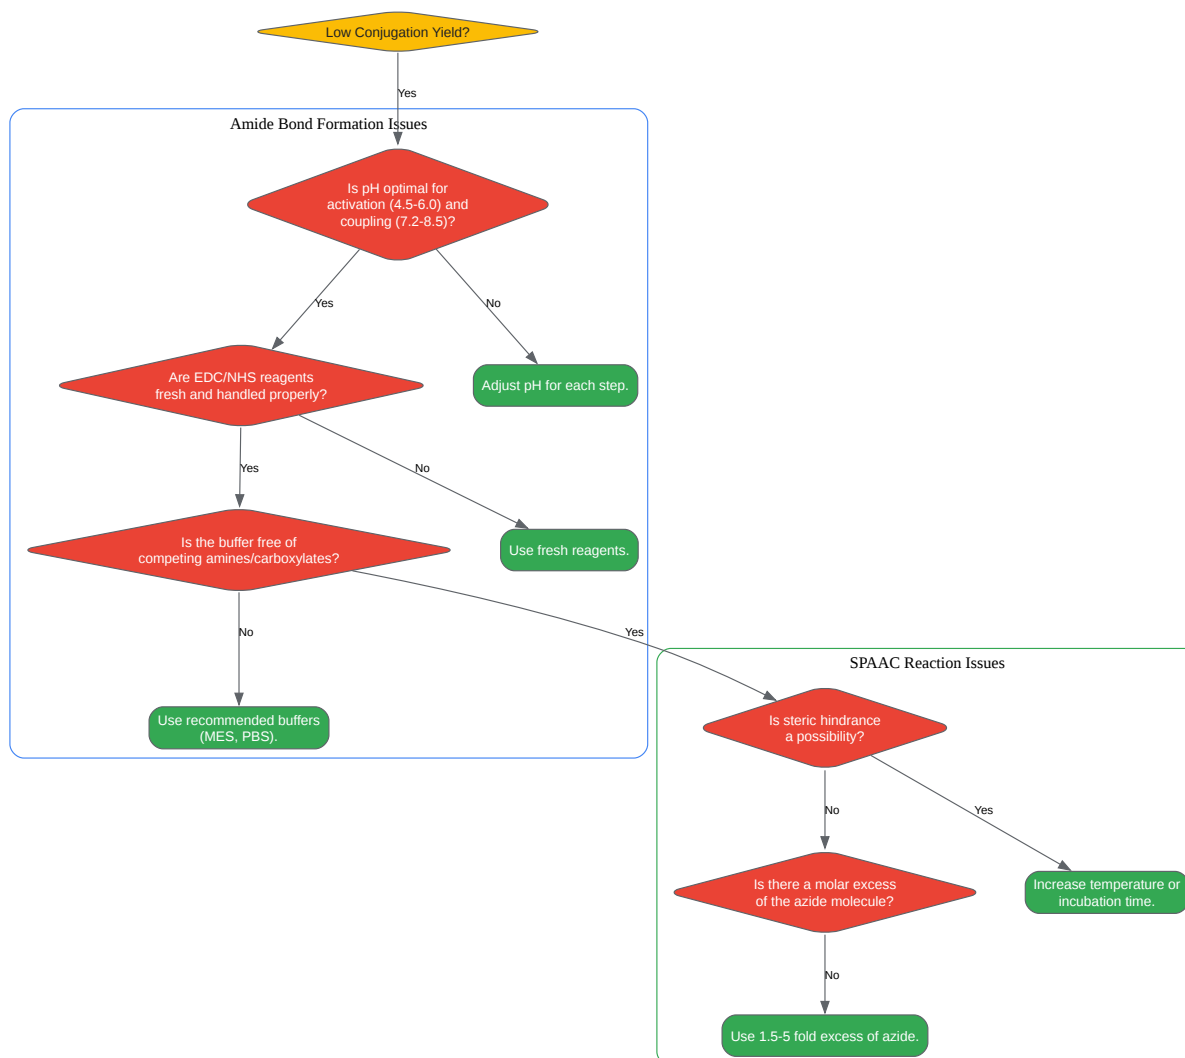 Low Conjugation Yield?
Yes
Amide Bond Formation Issues
Is pH optimal for
activation (4.5-6.0) and
coupling (7.2-8.5)?
Yes
No
Are EDC/NHS reagents
fresh and handled properly?
Adjust pH for each step.
Yes
No
Is the buffer free of
competing amines/carboxylates?
Use fresh reagents.
No
Yes
Use recommended buffers
(MES, PBS).
SPAAC Reaction Issues
Is steric hindrance
a possibility?
No
Yes
Is there a molar excess
of the azide molecule?
Increase temperature or
incubation time.
No
Use 1.5-5 fold excess of azide.